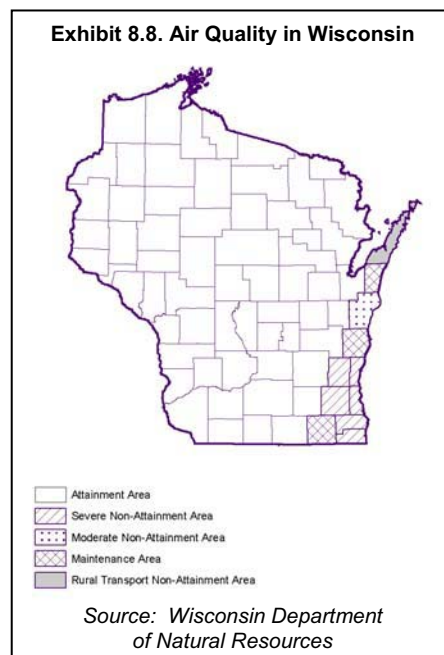 Exhibit 8.8. Air Quality in Wisconsin
Attainment Area
Severe Non-Attainment Area
Moderate Non-Attainment Area
Maintenance Area
Rural Transport Non-Attainment Area
Source: Wisconsin Department
of Natural Resources